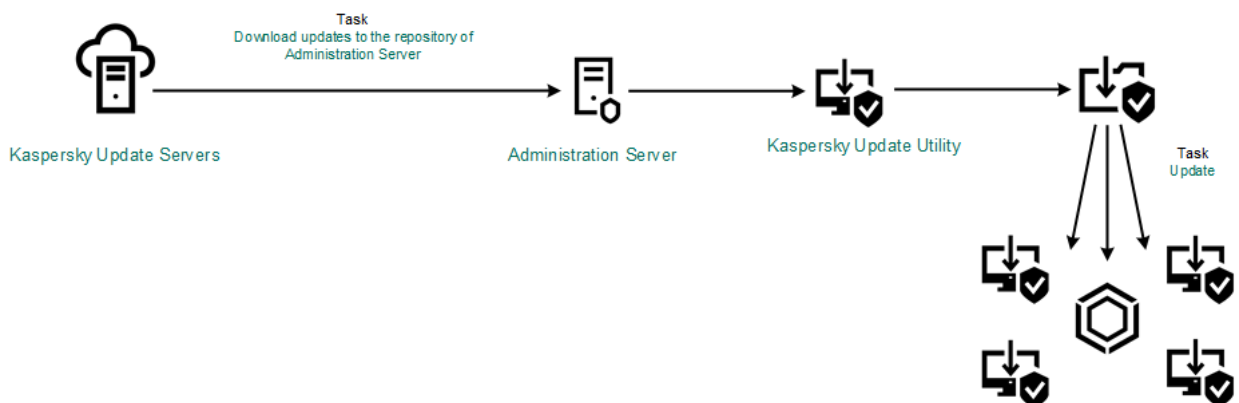 Task
Download updates to the repository of
Administration Server
Kaspersky Update Servers
Administration Server
Kaspersky Update Utility
Task
Update